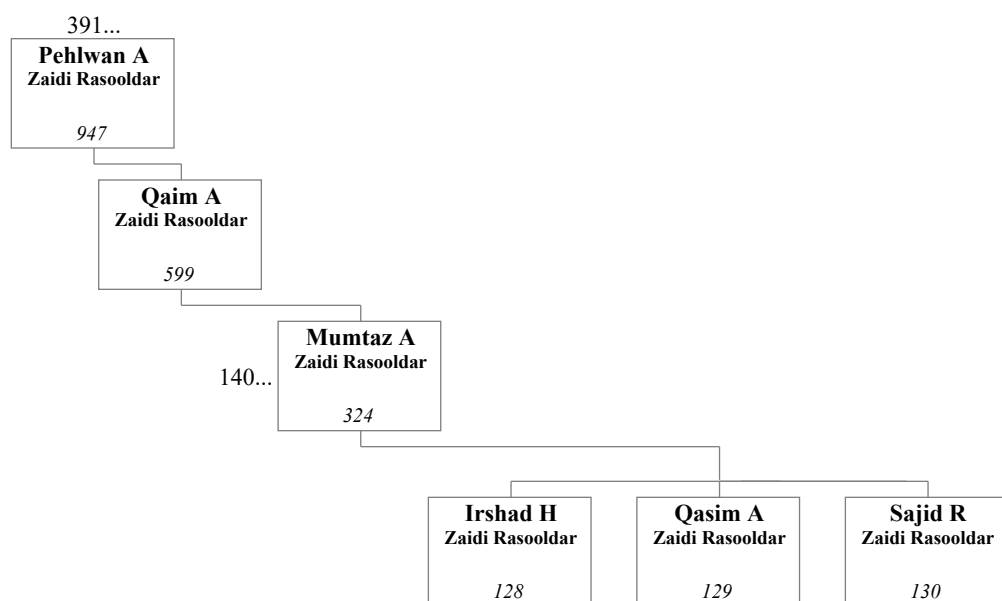 391...
Pehlwan A
Zaidi Rasooldar
947
Qaim A
Zaidi Rasooldar
599
Mumtaz A
Zaidi Rasooldar
140...
324
Irshad H
Zaidi Rasooldar
128
Qasim A
Zaidi Rasooldar
129
Sajid R
Zaidi Rasooldar
130